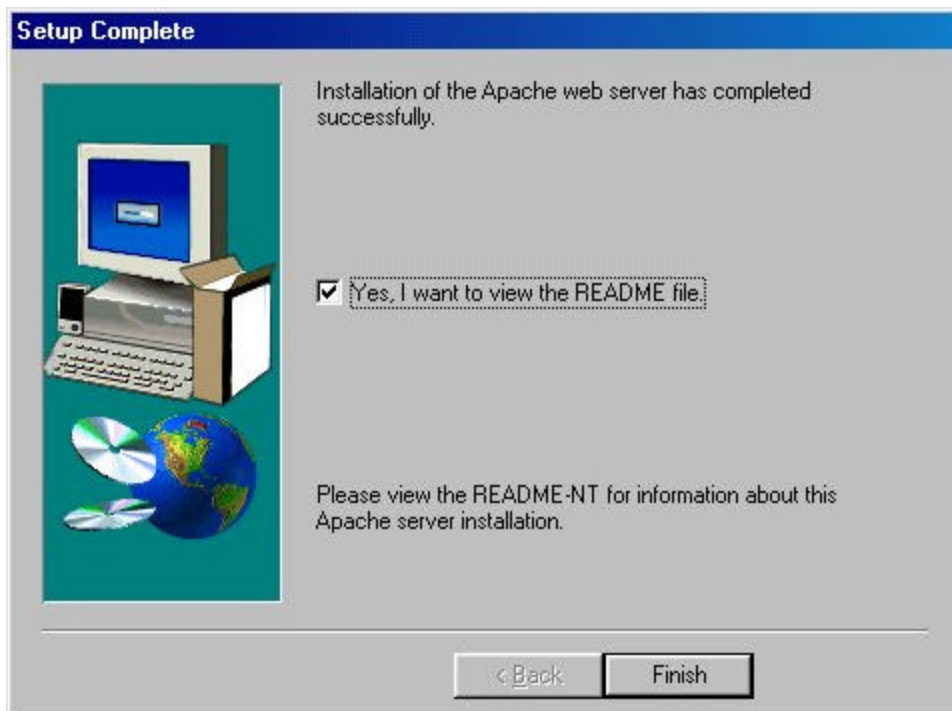 Setup Complete
Installation of the Apache web server has completed
successfully.
Yes, I want to view the README file.
Please view the README-NT for information about this
Apache server installation.
< Back
Finish